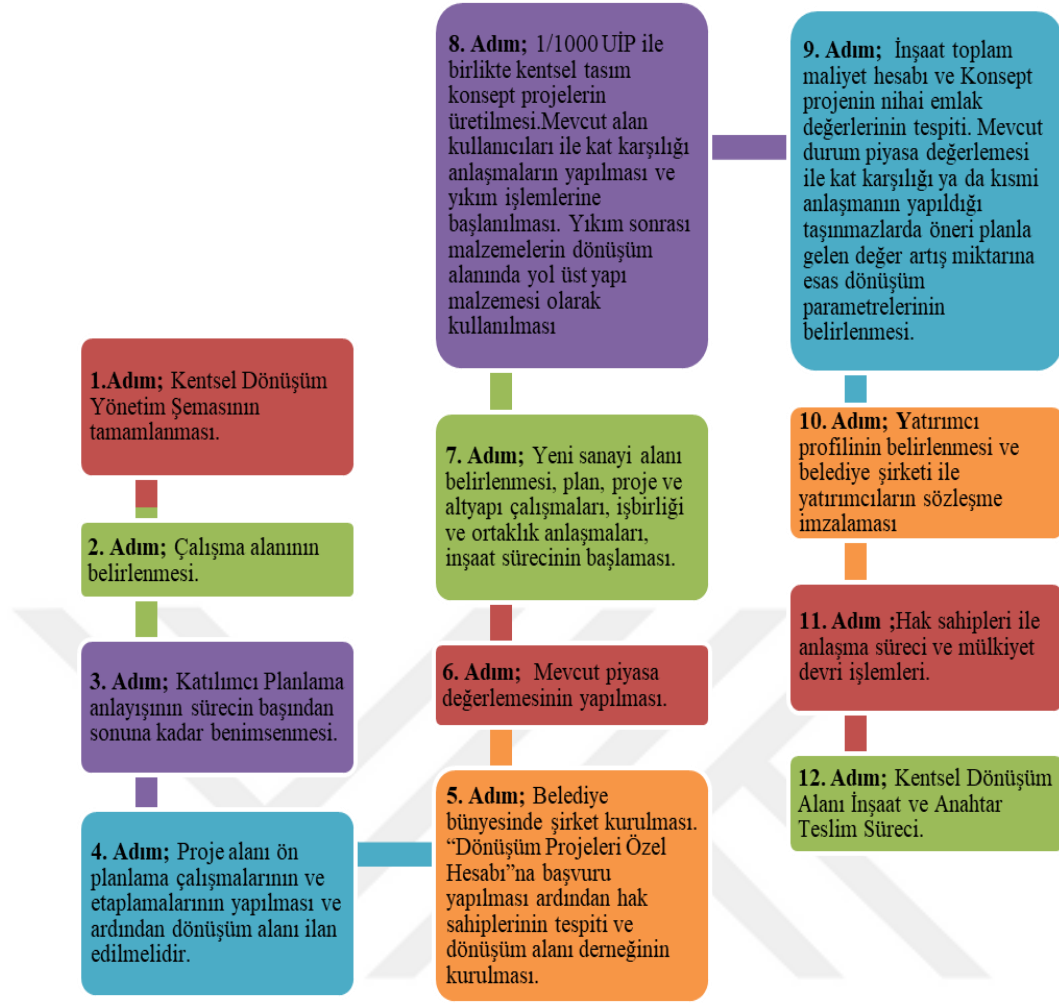 1.Adım; Kentsel Dönüşüm
Yönetim Şemasının
tamamlanması.
2. Adım; Çalışma alanının
belirlenmesi.
3. Adım; Katılımcı Planlama
anlayışının sürecin başından
sonuna kadar benimsenmesi.
4. Adım; Proje alanı ön
planlama çalışmalarının ve
etaplamalarının yapılması ve
ardından dönüşüm alanı ilan
edilmelidir.
5. Adım; Belediye
bünyesinde şirket kurulması.
“Dönüşüm Projeleri Özel
Hesabı”na başvuru
yapılması ardından hak
sahiplerinin tespiti ve
dönüşüm alanı derneğinin
kurulması.
6. Adım; Mevcut piyasa
değerlemesinin yapılması.
7. Adım; Yeni sanayi alanı
belirlenmesi, plan, proje ve
altyapı çalışmaları, işbirliği
ve ortaklık anlaşmaları,
inşaat sürecinin başlaması.
8. Adım; 1/1000 UİP ile
birlikte kentsel tasım
konsept projelerin
üretilmesi.Mevcut alan
kullanıcıları ile kat karşılığı
anlaşmaların yapılması ve
yıkım işlemlerine
başlanılması. Yıkım sonrası
malzemelerin dönüşüm
alanında yol üst yapı
malzemesi olarak
kullanılması
9. Adım; İnşaat toplam
maliyet hesabı ve Konsept
projenin nihai emlak
değerlerinin tespiti. Mevcut
durum piyasa değerlemesi
ile kat karşılığı ya da kısmi
anlaşmanın yapıldığı
taşınmazlarda öneri planla
gelen değer artış miktarına
esas dönüşüm
parametrelerinin
belirlenmesi.
10. Adım; Yatırımcı
profilinin belirlenmesi ve
belediye şirketi ile
yatırımcıların sözleşme
imzalaması
11. Adım ;Hak sahipleri ile
anlaşma süreci ve mülkiyet
devri işlemleri.
12. Adım; Kentsel Dönüşüm
Alanı İnşaat ve Anahtar
Teslim Süreci.